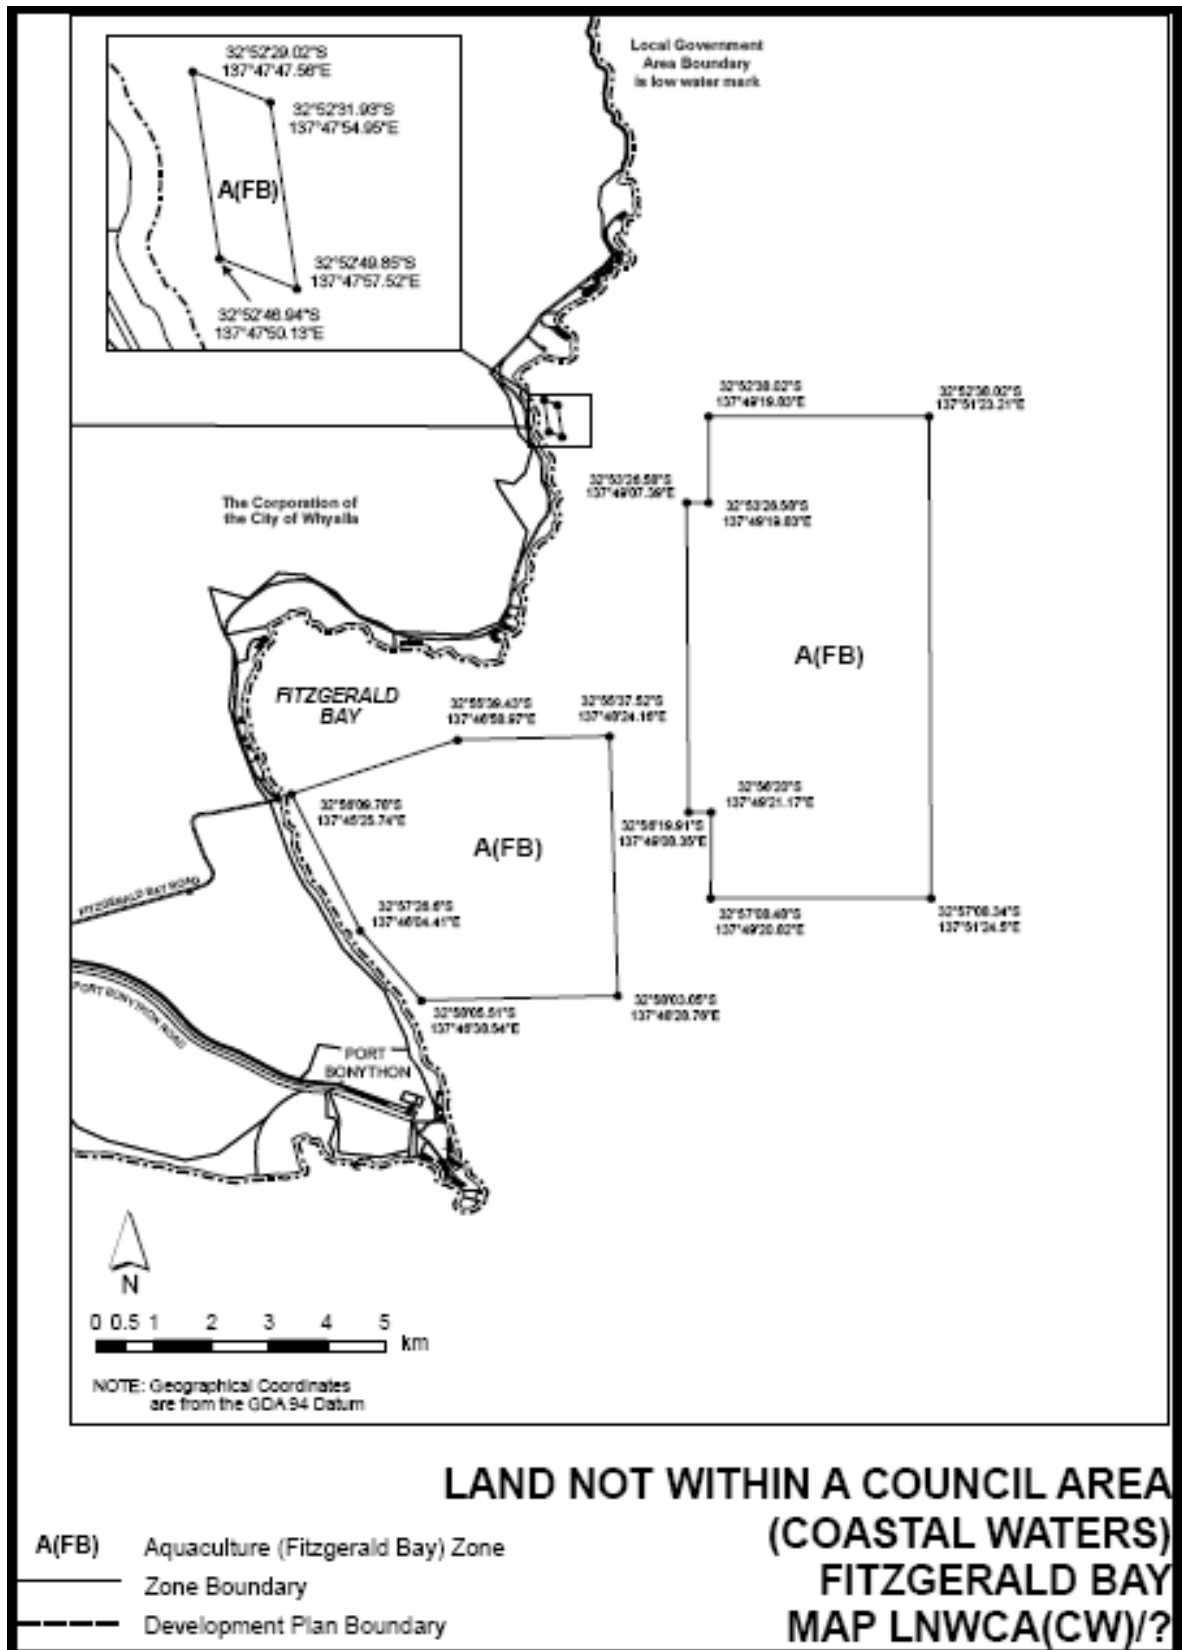 32°52'29.02"S
137°47'47.56"E
32°52'31.93"S
137°47'54.95"E
A(FB)
32°52'49.85"S
137°47'57.52"E
32°52'46.94"S
137°47'50.13"E
Local Government
Area Boundary
is low water mark
32°52'38.02"S
137°49'19.83"E
32°52'38.02"S
137°51'23.21"E
32°53'26.58"S
137°49'07.39"E
32°53'26.56"S
137°49'19.83"E
The Corporation of
the City of Whyalla
A(FB)
FITZGERALD
BAY
32°55'39.43"S
137°46'58.97"E
32°55'37.52"S
137°48'24.16"E
32°56'09.76"S
137°45'25.74"E
32°56'20"S
137°49'21.17"E
32°56'19.91"S
137°49'08.35"E
A(FB)
FITZGERALD BAY ROAD
32°57'26.6"S
137°46'04.41"E
32°57'08.48"S
137°49'20.82"E
32°57'08.34"S
137°51'24.5"E
PORT BONYTHON ROAD
32°58'05.51"S
137°46'38.54"E
32°58'03.05"S
137°48'28.76"E
PORT
BONYTHON
N
0 0.5 1 2 3 4 5
km
NOTE: Geographical Coordinates
are from the GDA 94 Datum
LAND NOT WITHIN A COUNCIL AREA
(COASTAL WATERS)
FITZGERALD BAY
MAP LNWCA(CW)/?
A(FB) Aquaculture (Fitzgerald Bay) Zone
Zone Boundary
Development Plan Boundary